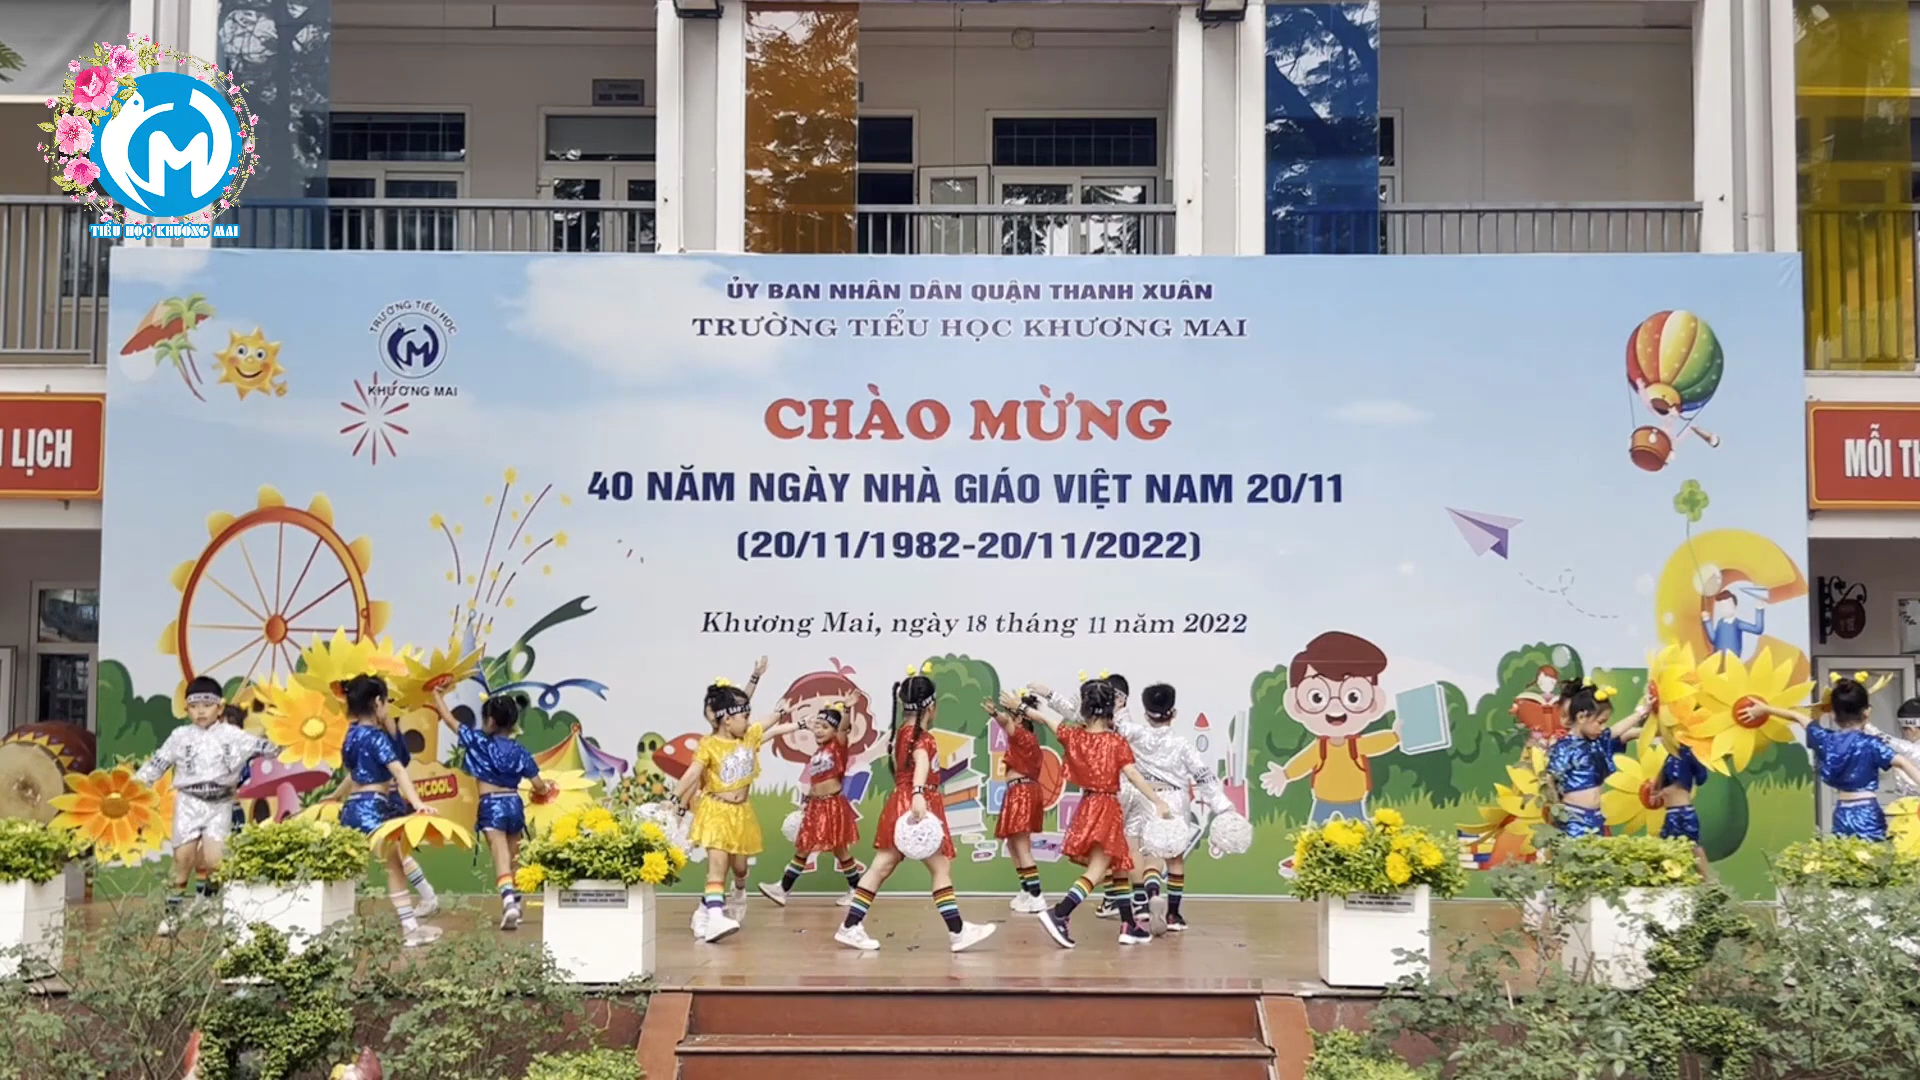 TIỂU HỌC KHƯƠNG MAI
ỦY BAN NHÂN DÂN QUẬN THANH XUÂN
TRƯỜNG TIỂU HỌC KHƯƠNG MAI
TRƯỜNG TIỂU HỌC
KHƯƠNG MAI
CHÀO MỪNG
40 NĂM NGÀY NHÀ GIÁO VIỆT NAM 20/11
(20/11/1982-20/11/2022)
Khương Mai, ngày 18 tháng 11 năm 2022
LỊCH
MỖI TH